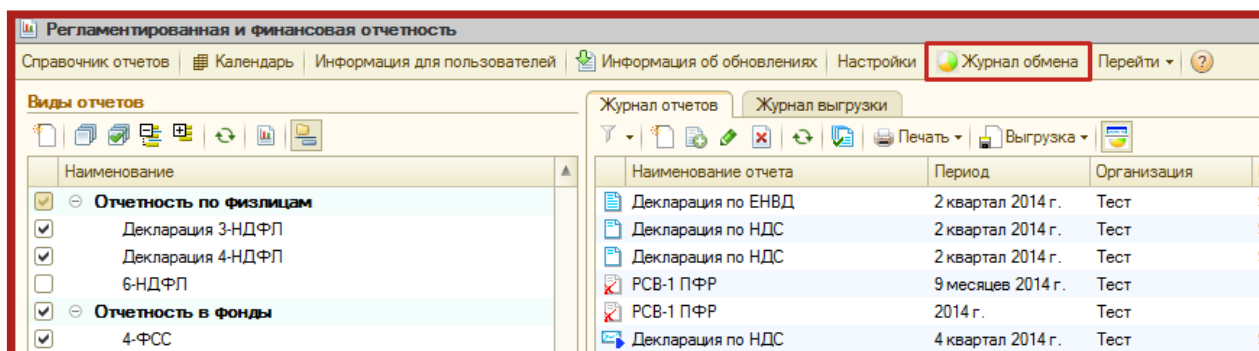 Регламентированная и финансовая отчетность
Справочник отчетов Календарь Информация для пользователей Информация об обновлениях Настройки Журнал обмена Перейти ?
Виды отчетов
Наименование
Отчетность по физлицам
Декларация 3-НДФЛ
Декларация 4-НДФЛ
6-НДФЛ
Отчетность в фонды
4-ФСС
Журнал отчетов Журнал выгрузки
Печать Выгрузка
Наименование отчета Период Организация
Декларация по ЕНВД 2 квартал 2014 г. Тест
Декларация по НДС 2 квартал 2014 г. Тест
Декларация по НДС 2 квартал 2014 г. Тест
РСВ-1 ПФР 9 месяцев 2014 г. Тест
РСВ-1 ПФР 2014 г. Тест
Декларация по НДС 4 квартал 2014 г. Тест